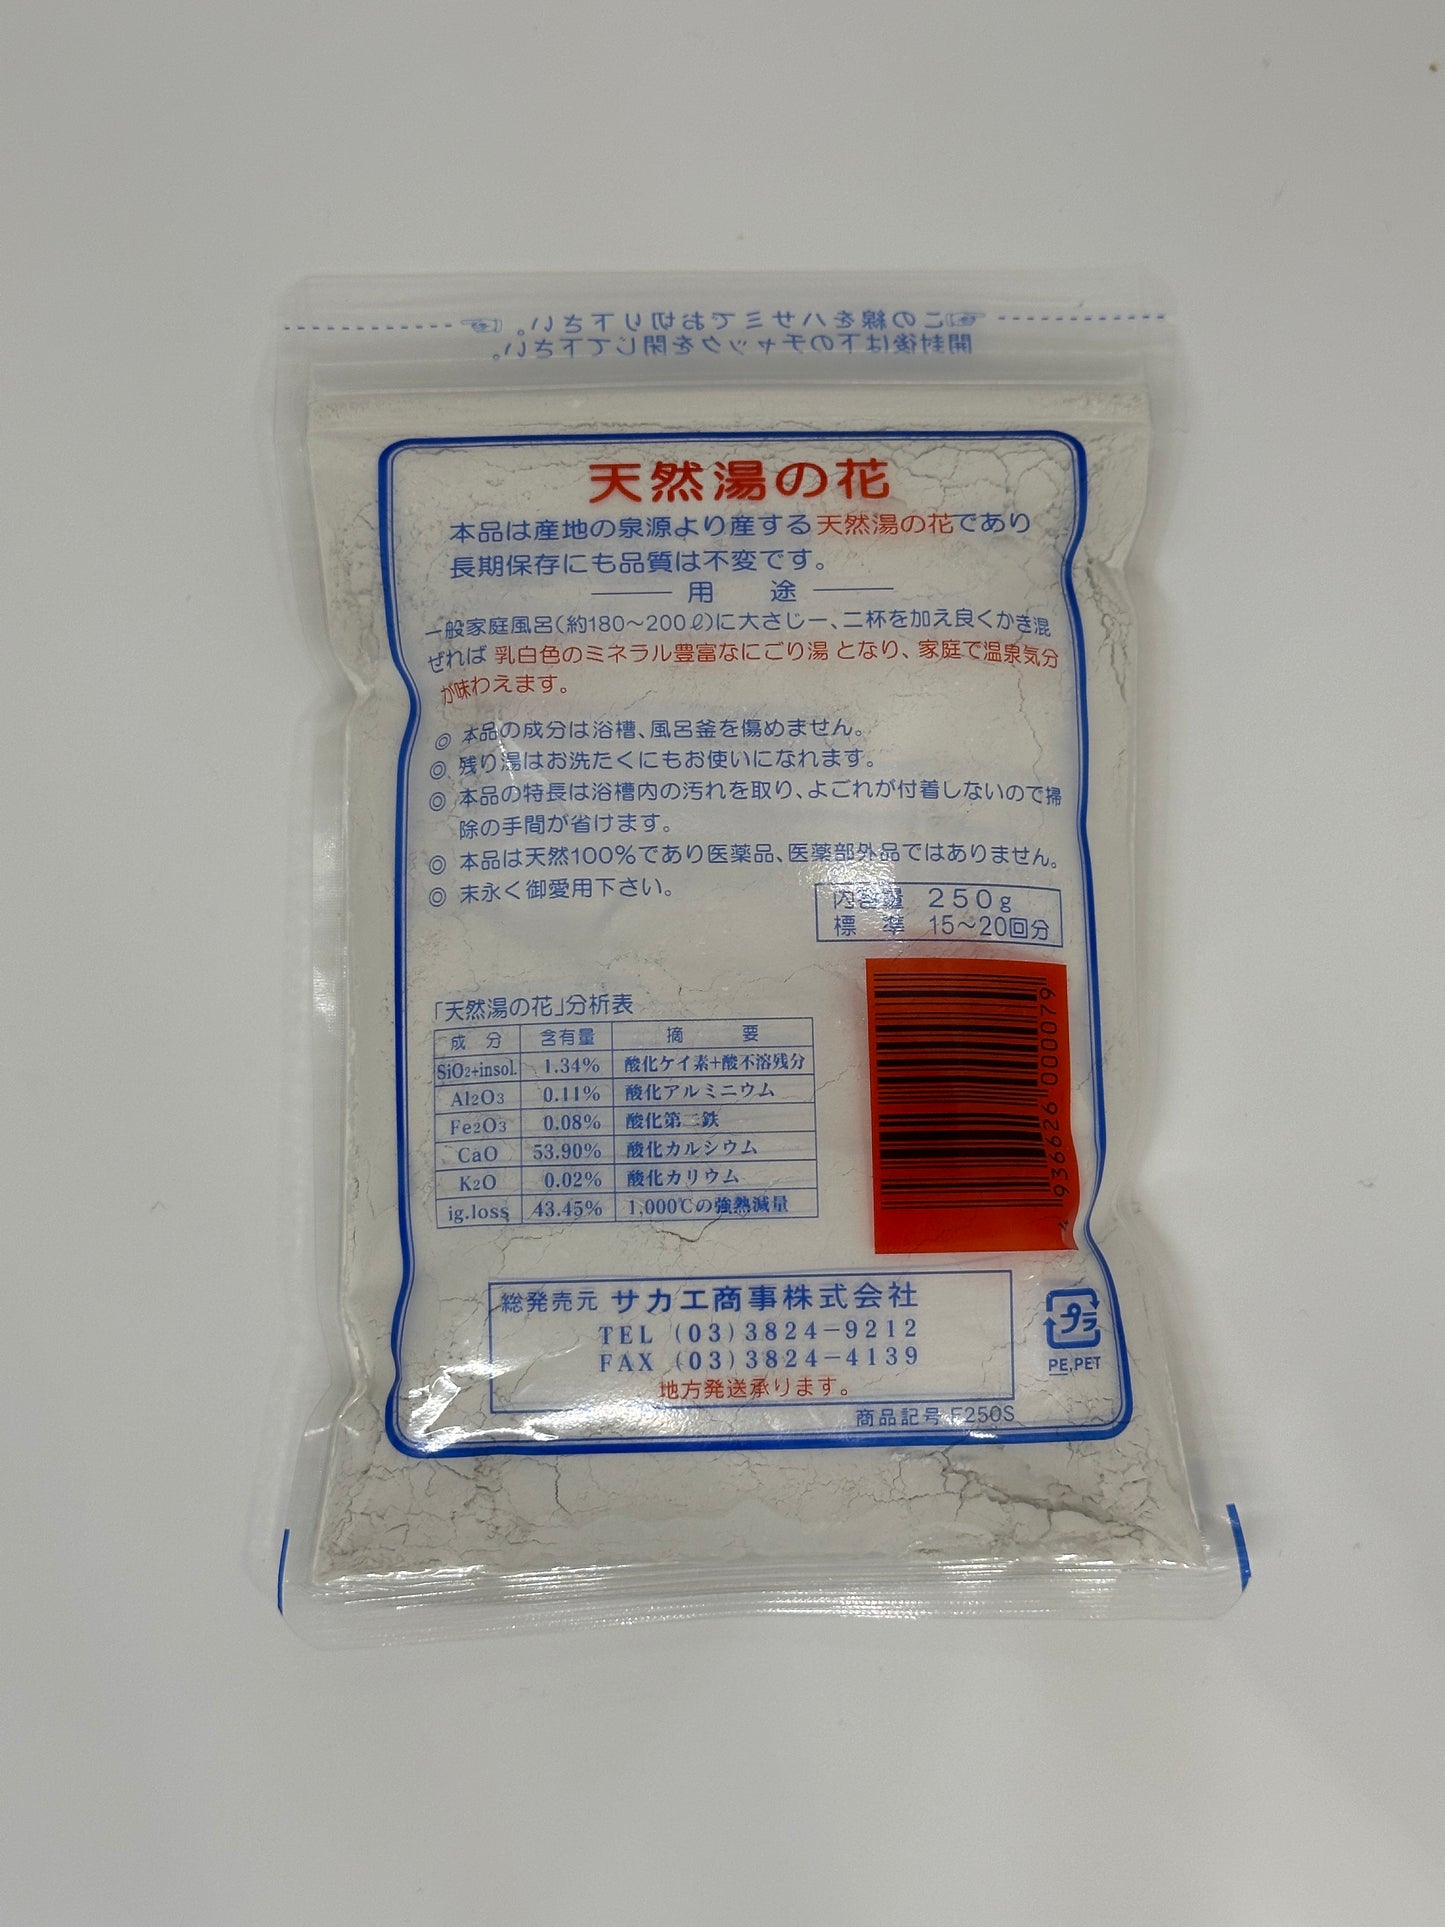 ☜この線をハサミでお切り下さい。☞
開封後は下のチャックを閉じて下さい。
天然湯の花
本品は産地の泉源より産する天然湯の花であり
長期保存にも品質は不変です。
用 途
一般家庭風呂(約180～200ℓ)に大さじ一、二杯を加え良くかき混
ぜれば 乳白色のミネラル豊富なにごり湯 となり、家庭で温泉気分
が味わえます。
◎ 本品の成分は浴槽、風呂釜を傷めません。
◎ 残り湯はお洗たくにもお使いになれます。
◎ 本品の特長は浴槽内の汚れを取り、よごれが付着しないので掃
除の手間が省けます。
◎ 本品は天然100%であり医薬品、医薬部外品ではありません。
◎ 末永く御愛用下さい。
内容量 250g
標 準 15～20回分
4 936626 000079
「天然湯の花」分析表
成 分 含有量 摘 要
SiO2+insol. 1.34% 酸化ケイ素+酸不溶残分
Al2O3 0.11% 酸化アルミニウム
Fe2O3 0.08% 酸化第二鉄
CaO 53.90% 酸化カルシウム
K2O 0.02% 酸化カリウム
ig.loss 43.45% 1,000℃の強熱減量
総発売元 サカエ商事株式会社
TEL (03)3824－9212
FAX (03)3824－4139
地方発送承ります。
プラ
PE,PET
商品記号 F250S